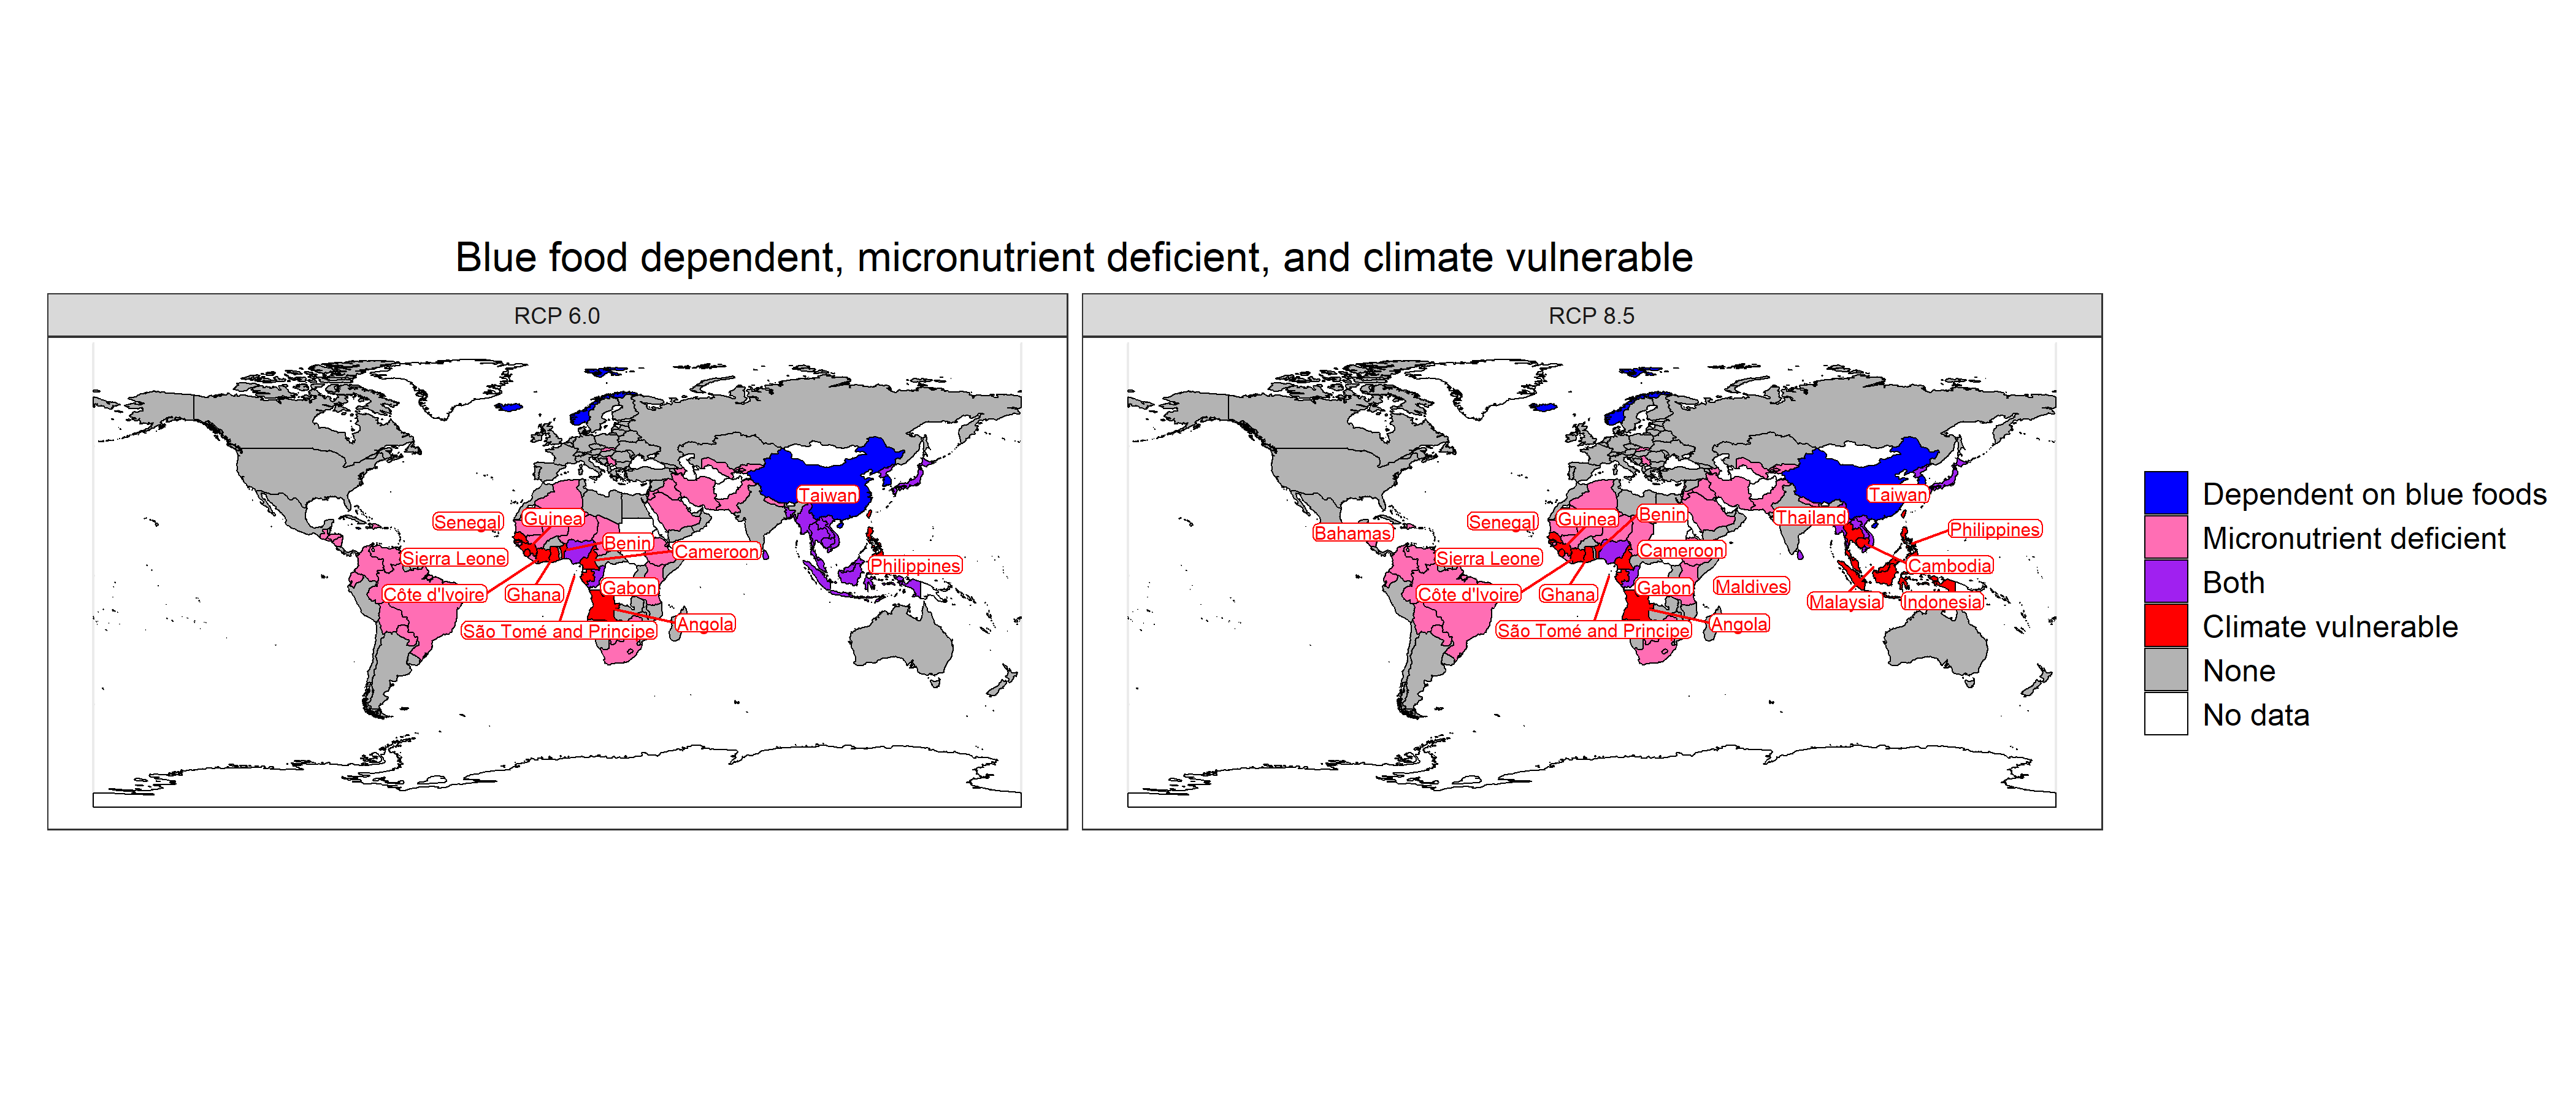 Blue food dependent, micronutrient deficient, and climate vulnerable
RCP 6.0
Taiwan
Senegal
Guinea
Benin
Cameroon
Sierra Leone
Philippines
Côte d'Ivoire
Ghana
Gabon
São Tomé and Principe
Angola
RCP 8.5
Taiwan
Benin
Thailand
Senegal
Guinea
Philippines
Bahamas
Cameroon
Sierra Leone
Cambodia
Maldives
Gabon
Côte d'Ivoire
Ghana
Malaysia
Indonesia
São Tomé and Principe
Angola
Dependent on blue foods
Micronutrient deficient
Both
Climate vulnerable
None
No data